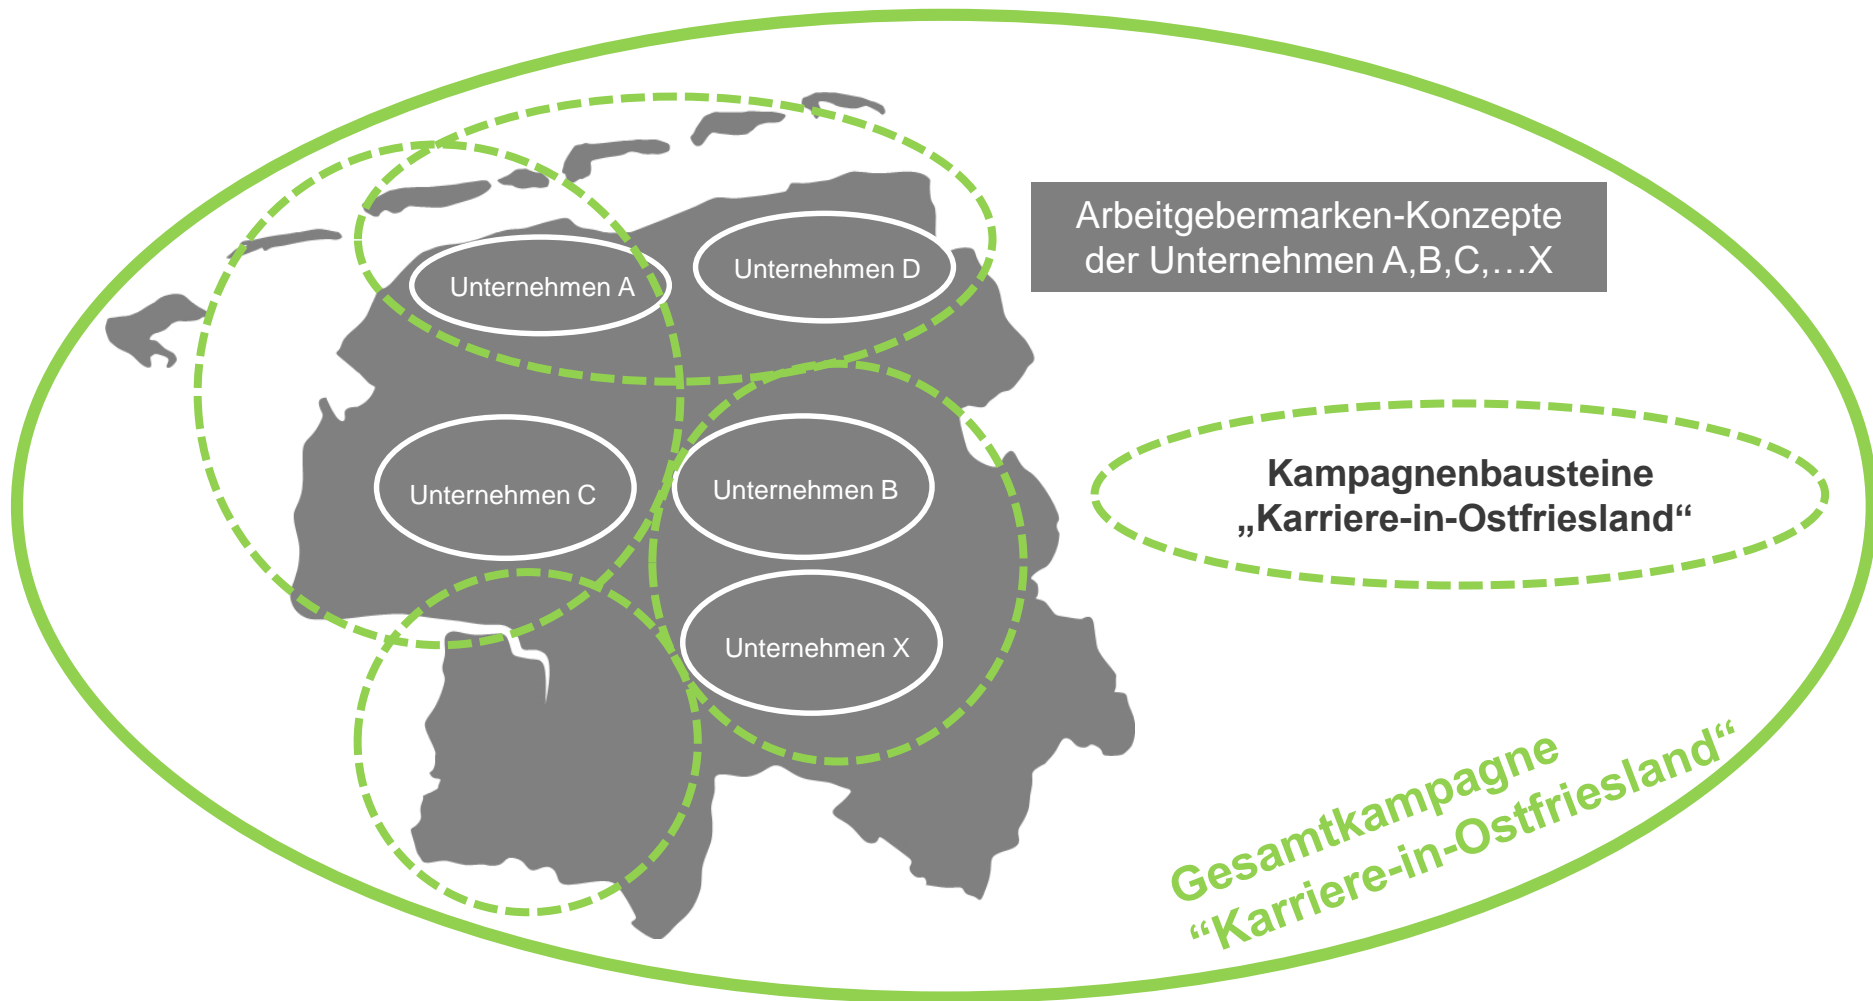 Arbeitgebermarken-Konzepte
der Unternehmen A,B,C,…X
Unternehmen A
Unternehmen D
Unternehmen C
Unternehmen B
Unternehmen X
Kampagnenbausteine
„Karriere-in-Ostfriesland“
Gesamtkampagne
“Karriere-in-Ostfriesland“